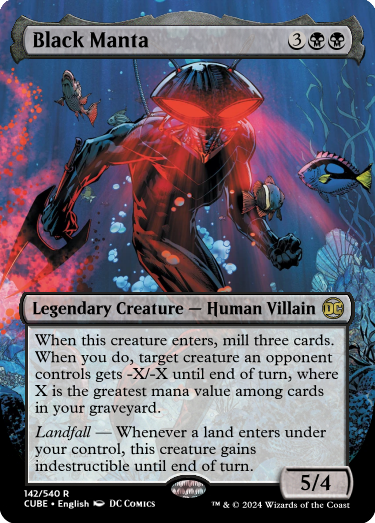 Black Manta 3
Legendary Creature — Human Villain DC
When this creature enters, mill three cards.
When you do, target creature an opponent
controls gets -X/-X until end of turn, where
X is the greatest mana value among cards
in your graveyard.
Landfall — Whenever a land enters under
your control, this creature gains
indestructible until end of turn.
5/4
142/540 R
CUBE • English DC COMICS
™ & © 2024 Wizards of the Coast